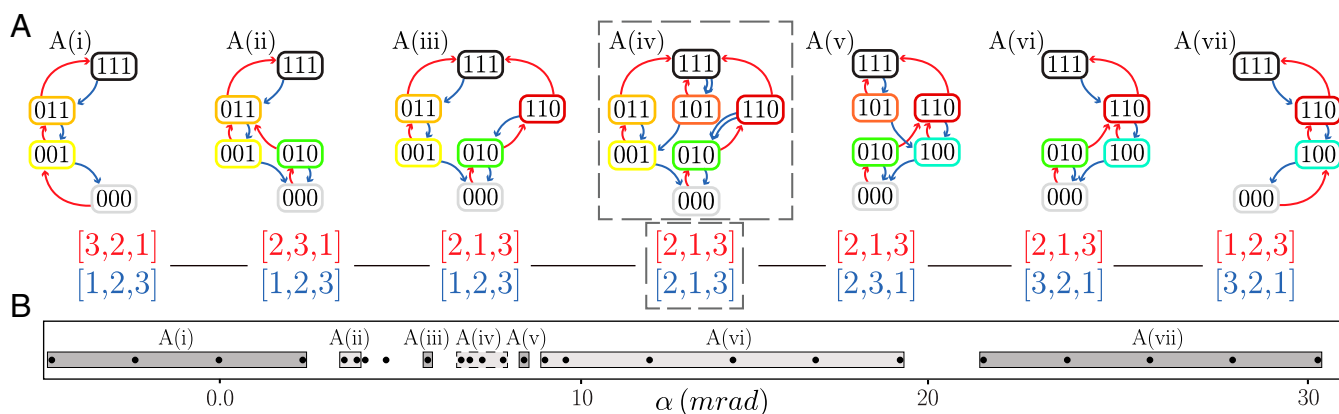 A
A(i) A(ii) A(iii) A(iv) A(v) A(vi) A(vii)
111 111 111 111 111 111 111
011 011 011 110 011 101 110 101 110 110 110
001 001 010 001 010 001 010 010 100 010 100 100
000 000 000 000 000 000 000
[3,2,1] [2,3,1] [2,1,3] [2,1,3] [2,1,3] [2,1,3] [1,2,3]
[1,2,3] [1,2,3] [1,2,3] [2,1,3] [2,3,1] [3,2,1] [3,2,1]
B
A(i) A(ii) A(iii) A(iv) A(v) A(vi) A(vii)
0.0 10 α (mrad) 20 30